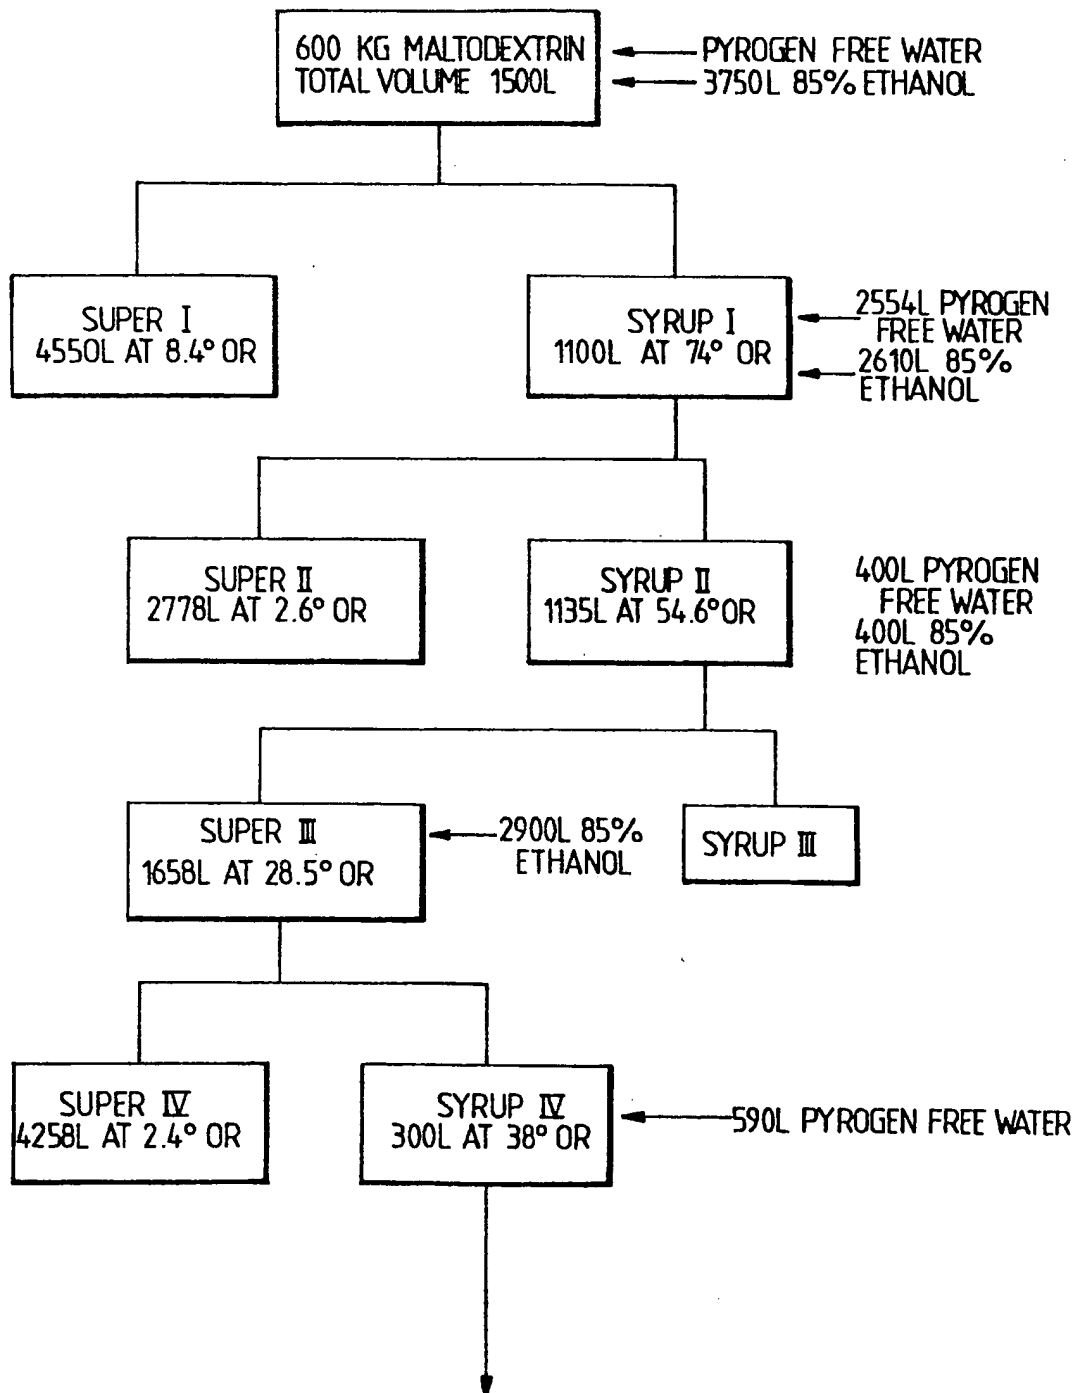 600 KG MALTODEXTRIN
TOTAL VOLUME 1500L
PYROGEN FREE WATER
3750L 85% ETHANOL
SUPER I
4550L AT 8.4° OR
SYRUP I
1100L AT 74° OR
2554L PYROGEN
FREE WATER
2610L 85%
ETHANOL
SUPER II
2778L AT 2.6° OR
SYRUP II
1135L AT 54.6° OR
400L PYROGEN
FREE WATER
400L 85%
ETHANOL
SUPER III
1658L AT 28.5° OR
2900L 85%
ETHANOL
SYRUP III
SUPER IV
4258L AT 2.4° OR
SYRUP IV
300L AT 38° OR
590L PYROGEN FREE WATER